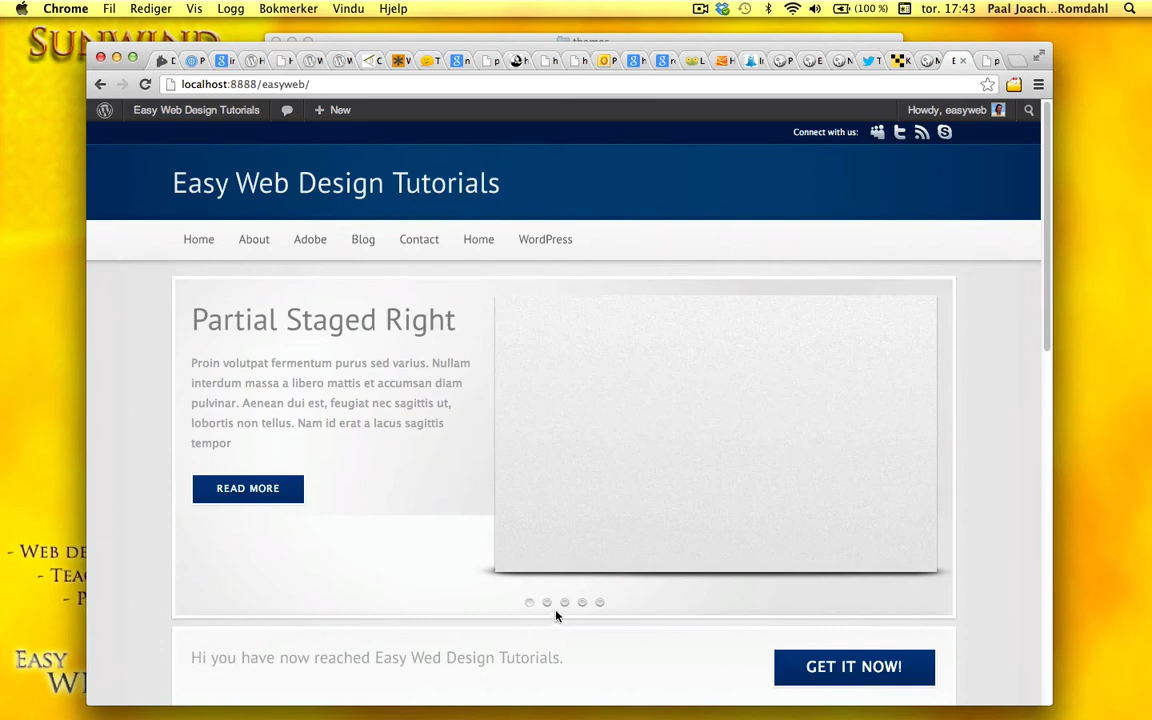 Chrome Fil Rediger Vis Logg Bokmerker Vindu Hjelp (100 %) tor. 17:43 Paal Joach...Romdahl
SUNWIND
themes
localhost:8888/easyweb/
Easy Web Design Tutorials + New Howdy, easyweb
Connect with us:
Easy Web Design Tutorials
Home About Adobe Blog Contact Home WordPress
Partial Staged Right
Proin volutpat fermentum purus sed varius. Nullam
interdum massa a libero mattis et accumsan diam
pulvinar. Aenean dui est, feugiat nec sagittis ut,
lobortis non tellus. Nam id erat a lacus sagittis
tempor
READ MORE
- WEB DE
- TEA
- P
EASY
WE
Hi you have now reached Easy Wed Design Tutorials.
GET IT NOW!